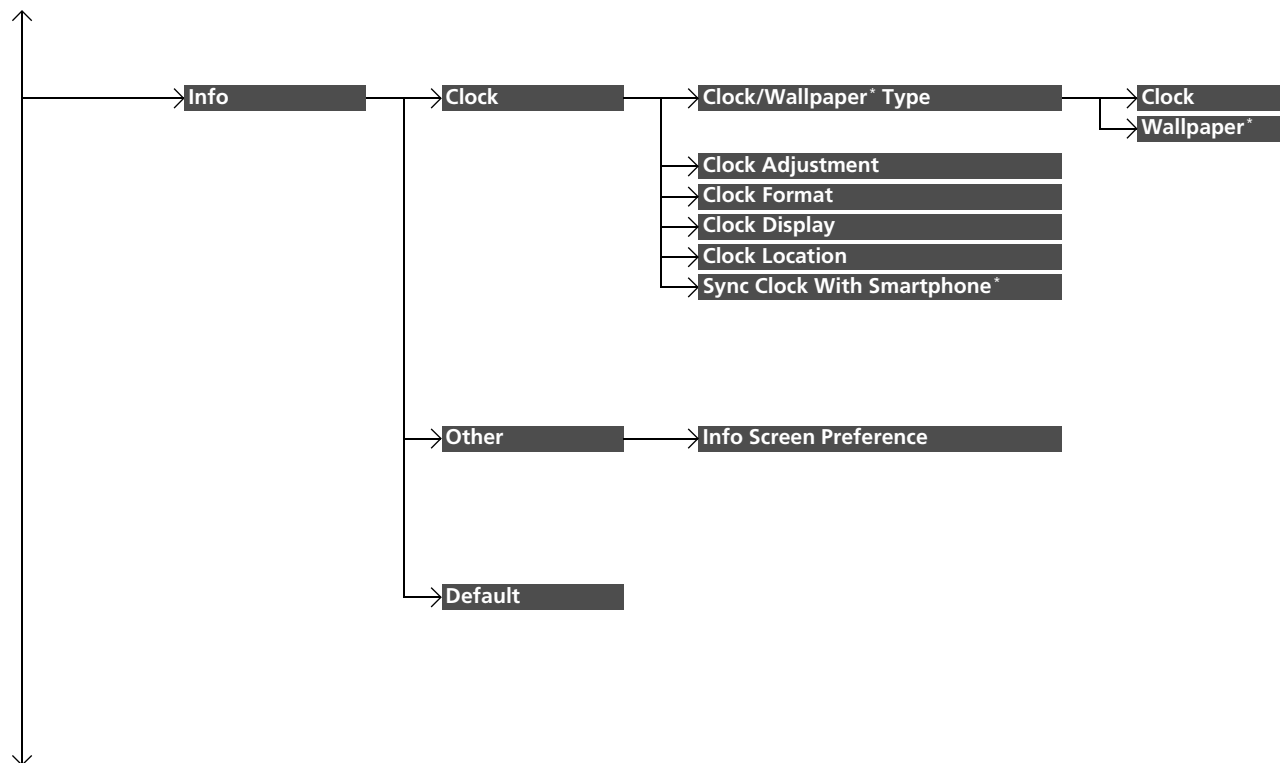 Info
Clock
Clock/Wallpaper* Type
Clock
Wallpaper*
Clock Adjustment
Clock Format
Clock Display
Clock Location
Sync Clock With Smartphone*
Other
Info Screen Preference
Default